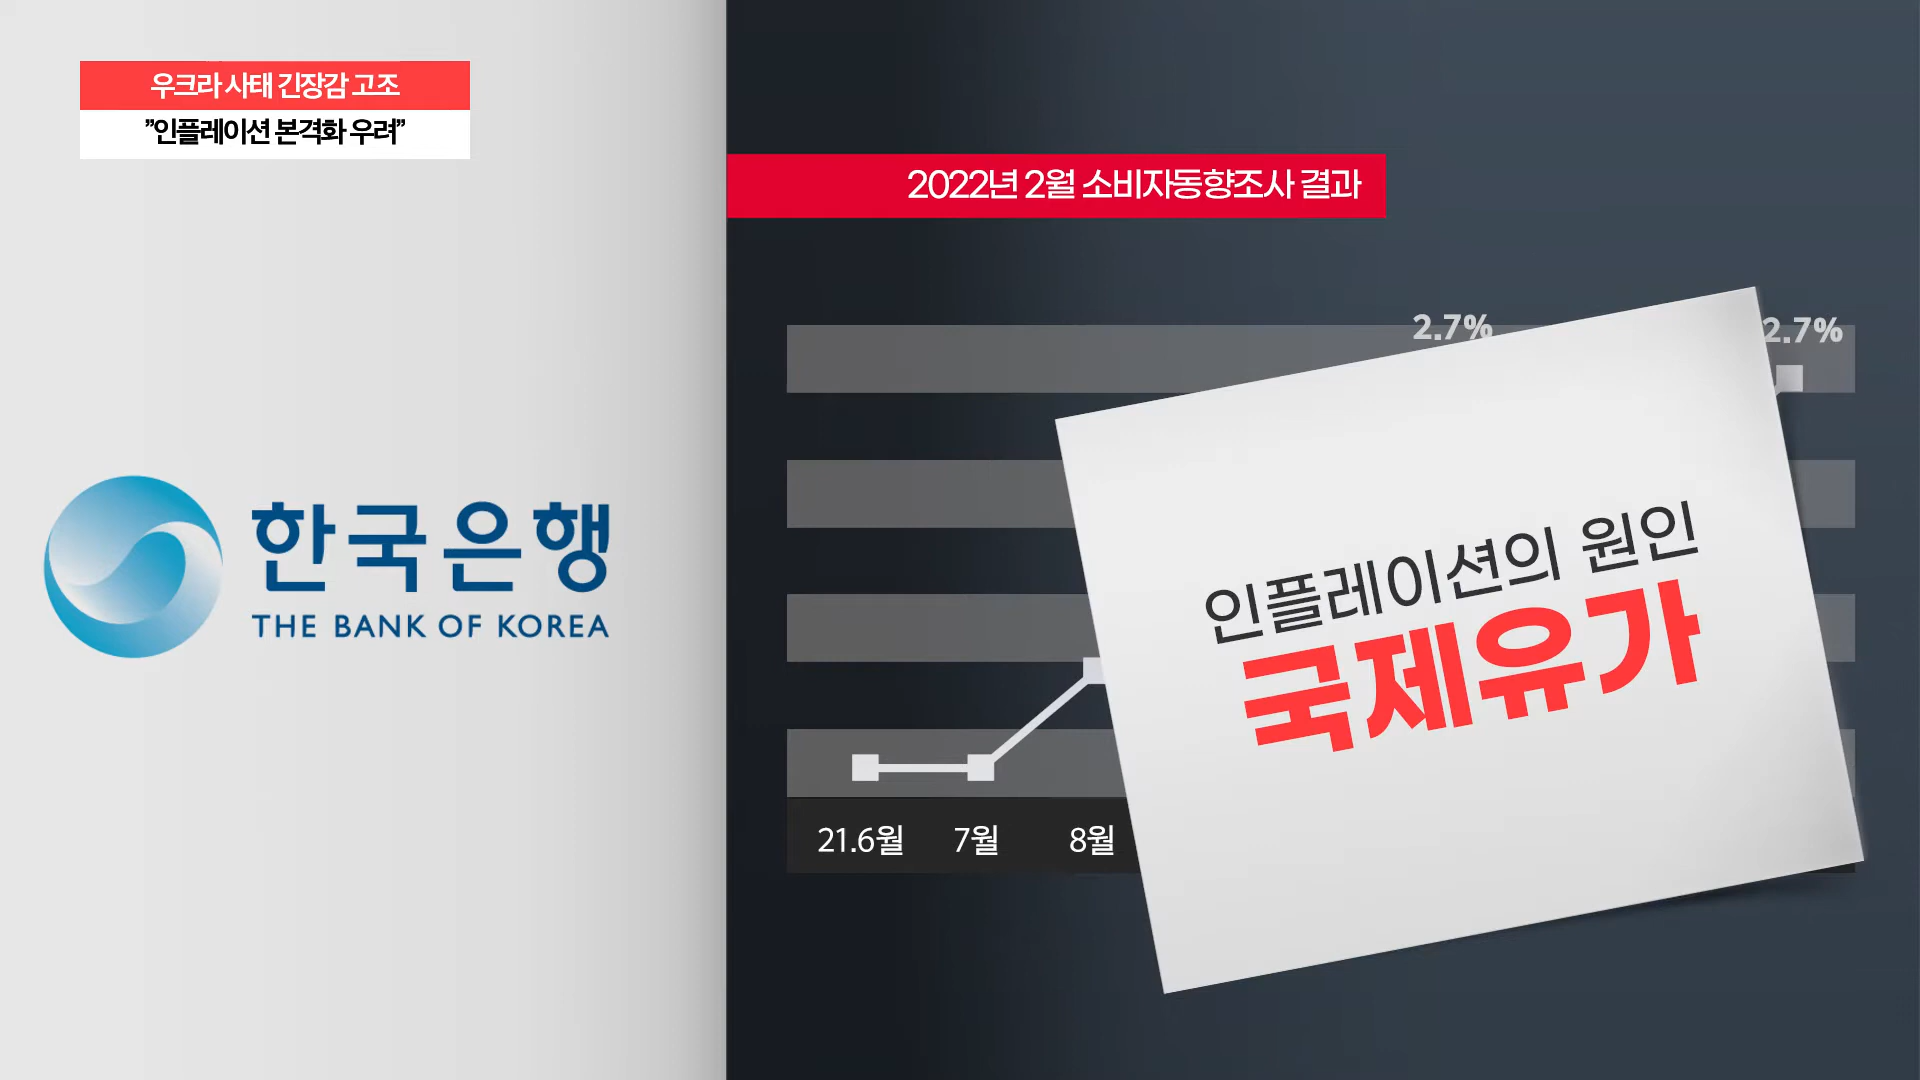 우크라 사태 긴장감 고조
”인플레이션 본격화 우려”
2022년 2월 소비자동향조사 결과
2.7%
2.7%
한국은행
THE BANK OF KOREA
인플레이션의 원인
국제유가
21.6월 7월 8월